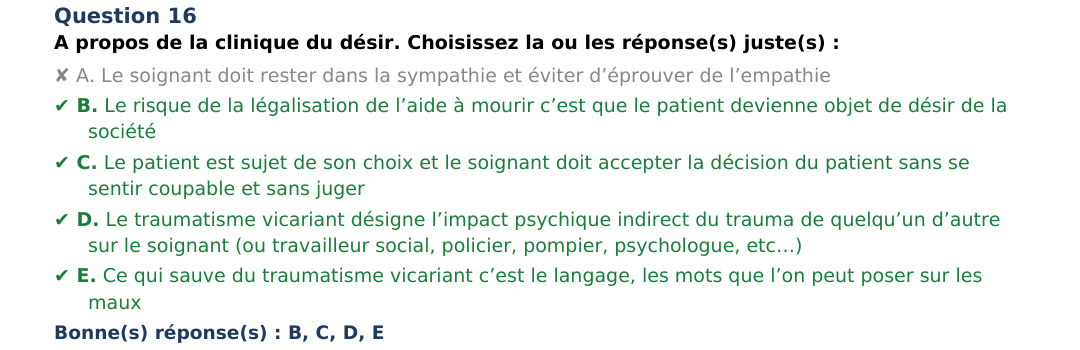 Question 16
A propos de la clinique du désir. Choisissez la ou les réponse(s) juste(s) :
✘ A. Le soignant doit rester dans la sympathie et éviter d’éprouver de l’empathie
✔ B. Le risque de la légalisation de l’aide à mourir c’est que le patient devienne objet de désir de la
société
✔ C. Le patient est sujet de son choix et le soignant doit accepter la décision du patient sans se
sentir coupable et sans juger
✔ D. Le traumatisme vicariant désigne l’impact psychique indirect du trauma de quelqu’un d’autre
sur le soignant (ou travailleur social, policier, pompier, psychologue, etc…)
✔ E. Ce qui sauve du traumatisme vicariant c’est le langage, les mots que l’on peut poser sur les
maux
Bonne(s) réponse(s) : B, C, D, E